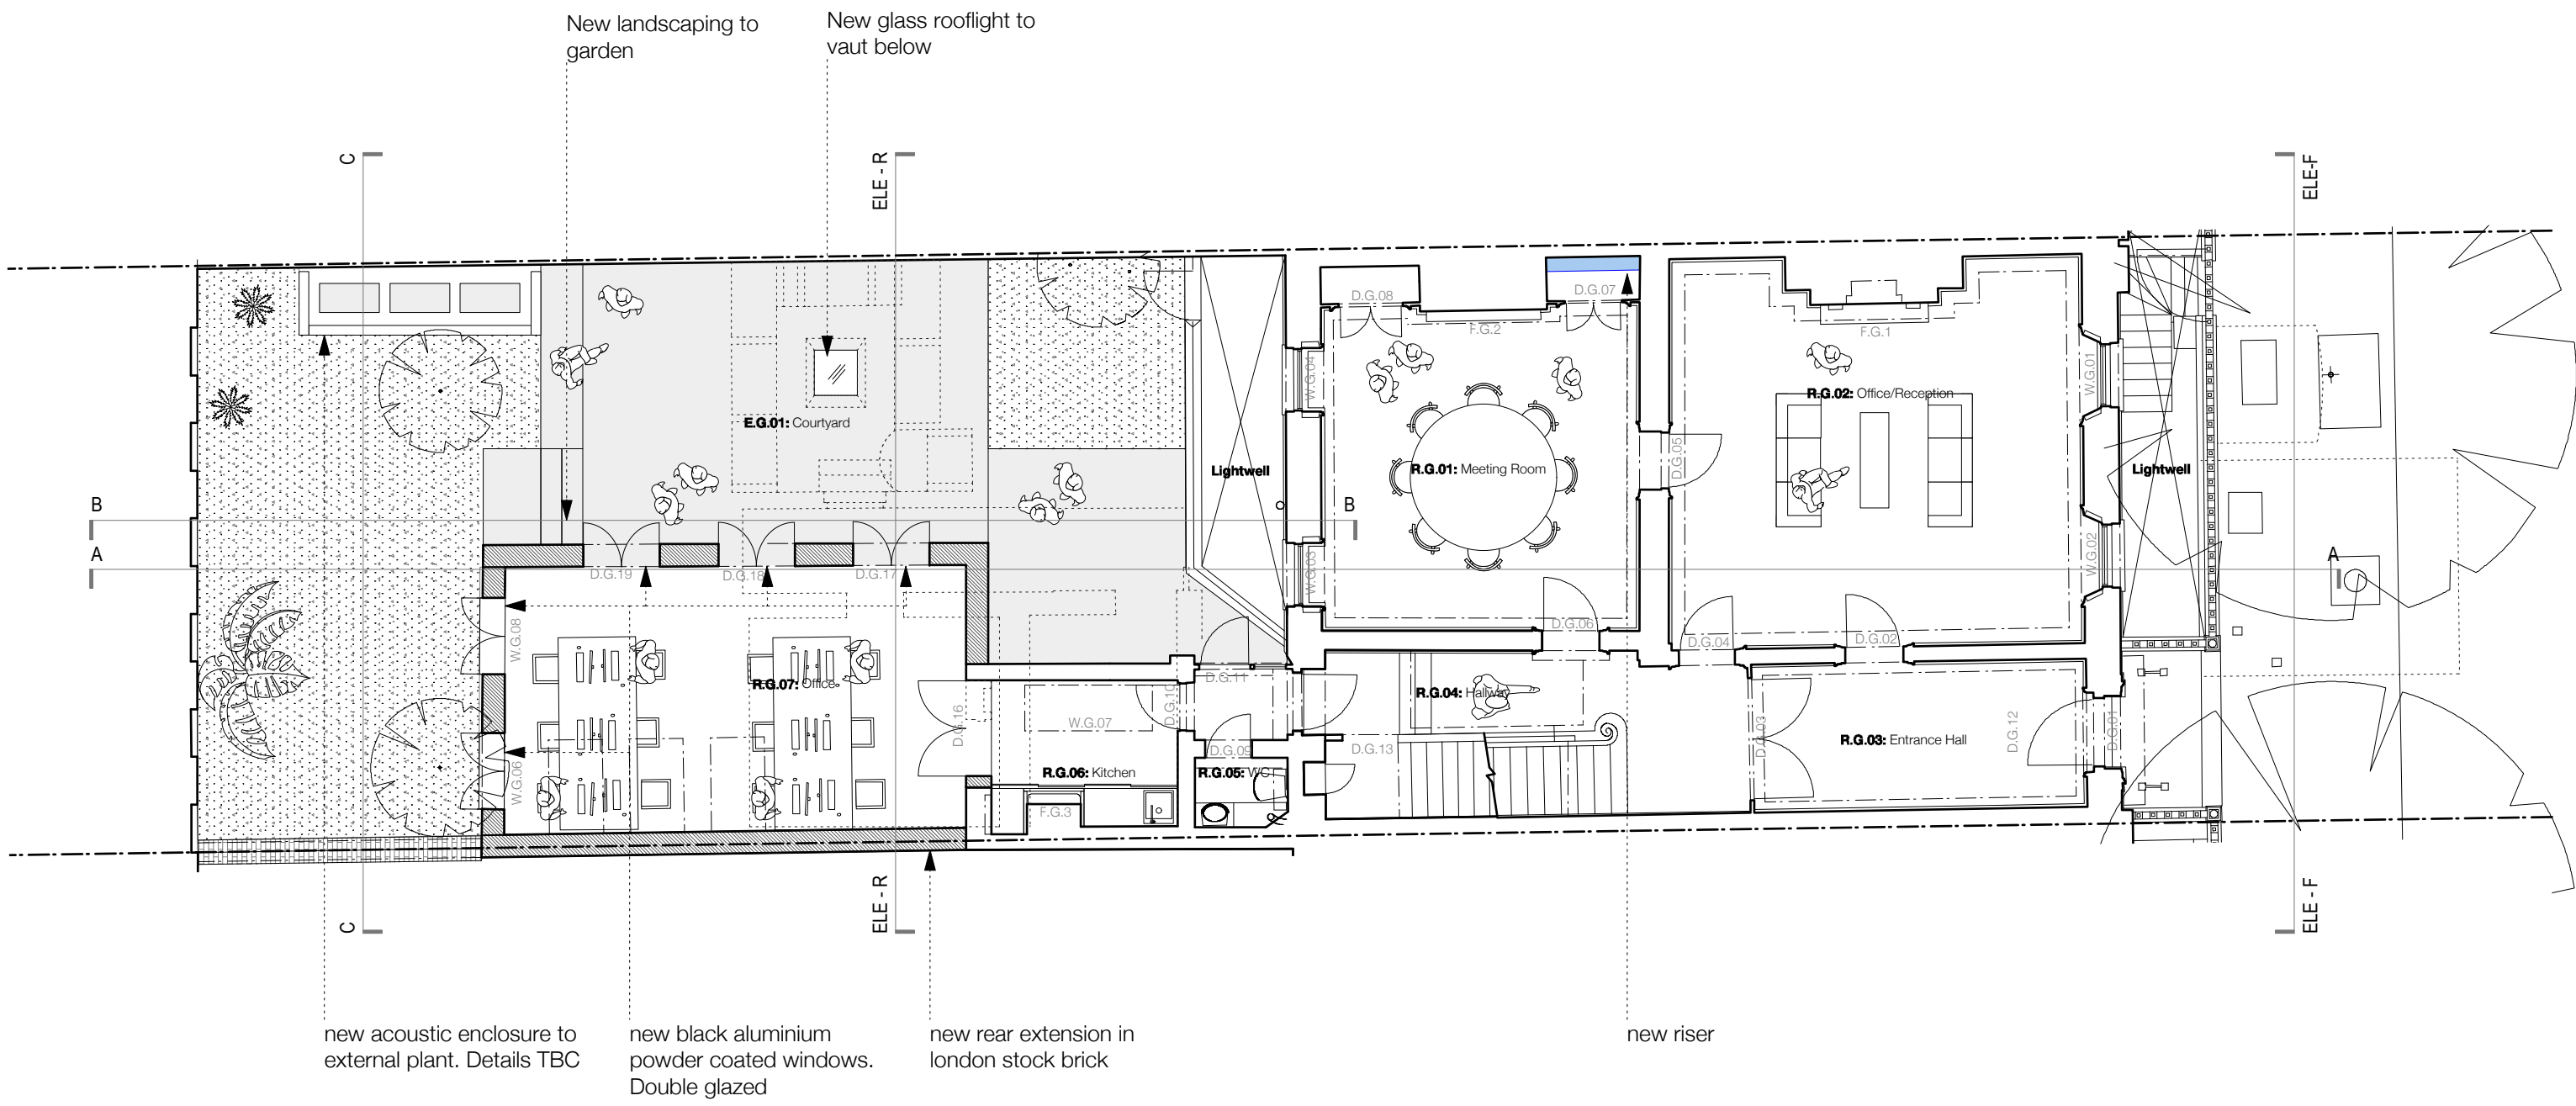 New landscaping to
garden
New glass rooflight to
vaut below
C
ELE - R
ELE-F
D.G.08
D.G.07
F.G.2
F.G.1
W.G.04
W.G.01
R.G.02: Office/Reception
E.G.01: Courtyard
D.G.05
Lightwell
R.G.01: Meeting Room
Lightwell
B
B
A
A
W.G.03
W.G.02
D.G.19
D.G.18
D.G.17
D.G.06
D.G.04
D.G.02
W.G.08
R.G.07: Office
D.G.11
D.G.10
R.G.04: Hallway
D.G.16
W.G.07
D.G.03
D.G.12
D.G.01
R.G.03: Entrance Hall
D.G.09
D.G.13
W.G.06
R.G.06: Kitchen
R.G.05: WC
F.G.3
C
ELE - R
ELE - F
new acoustic enclosure to
external plant. Details TBC
new black aluminium
powder coated windows.
Double glazed
new rear extension in
london stock brick
new riser